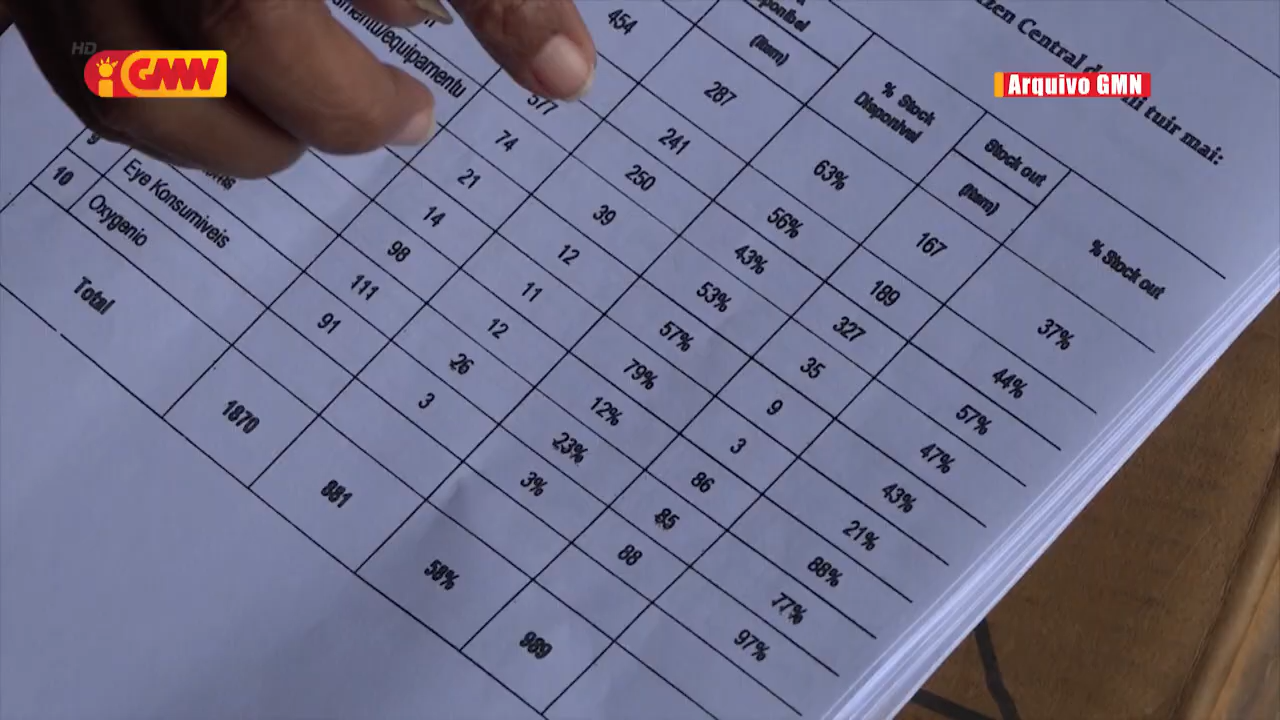 HD
GMN
Arquivo GMN
zen Central d
tuir mai:
(Item)
% Stock
Disponivel
Stock out
(Item)
% Stock out
454 287 63% 167 37%
241 56% 189 44%
577 250 43% 327 57%
74 39 53% 35 47%
21 12 57% 9 43%
14 11 79% 3 21%
98 12 12% 86 88%
111 26 23% 85 77%
91 3 3% 88 97%
Eye Konsumiveis
10 Oxygenio
Total 1870 881 58% 989